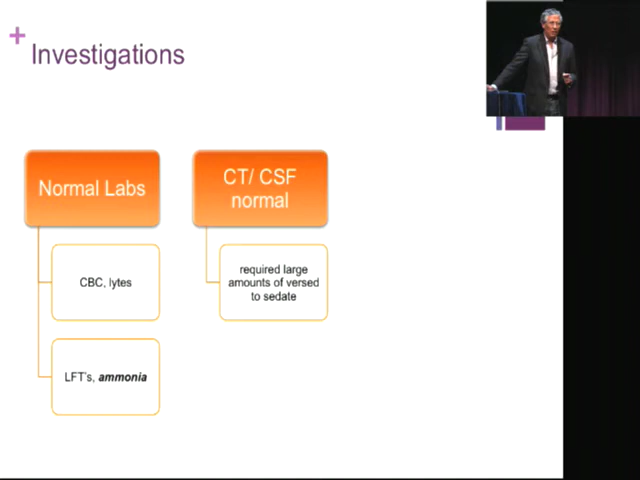 +
Investigations
Normal Labs
CBC, lytes
LFT's, ammonia
CT/ CSF
normal
required large
amounts of versed
to sedate